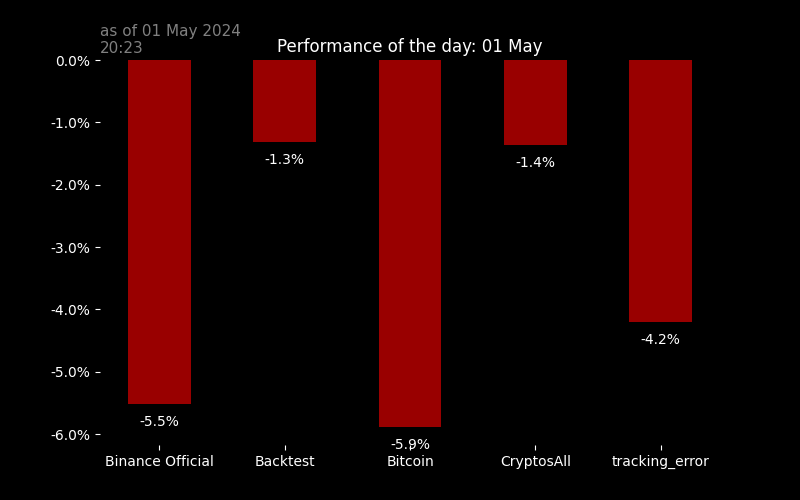 as of 01 May 2024
20:23
Performance of the day: 01 May
0.0%
-1.0%
-2.0%
-3.0%
-4.0%
-5.0%
-6.0%
-5.5%
-1.3%
-5.9%
-1.4%
-4.2%
Binance Official
Backtest
Bitcoin
CryptosAll
tracking_error